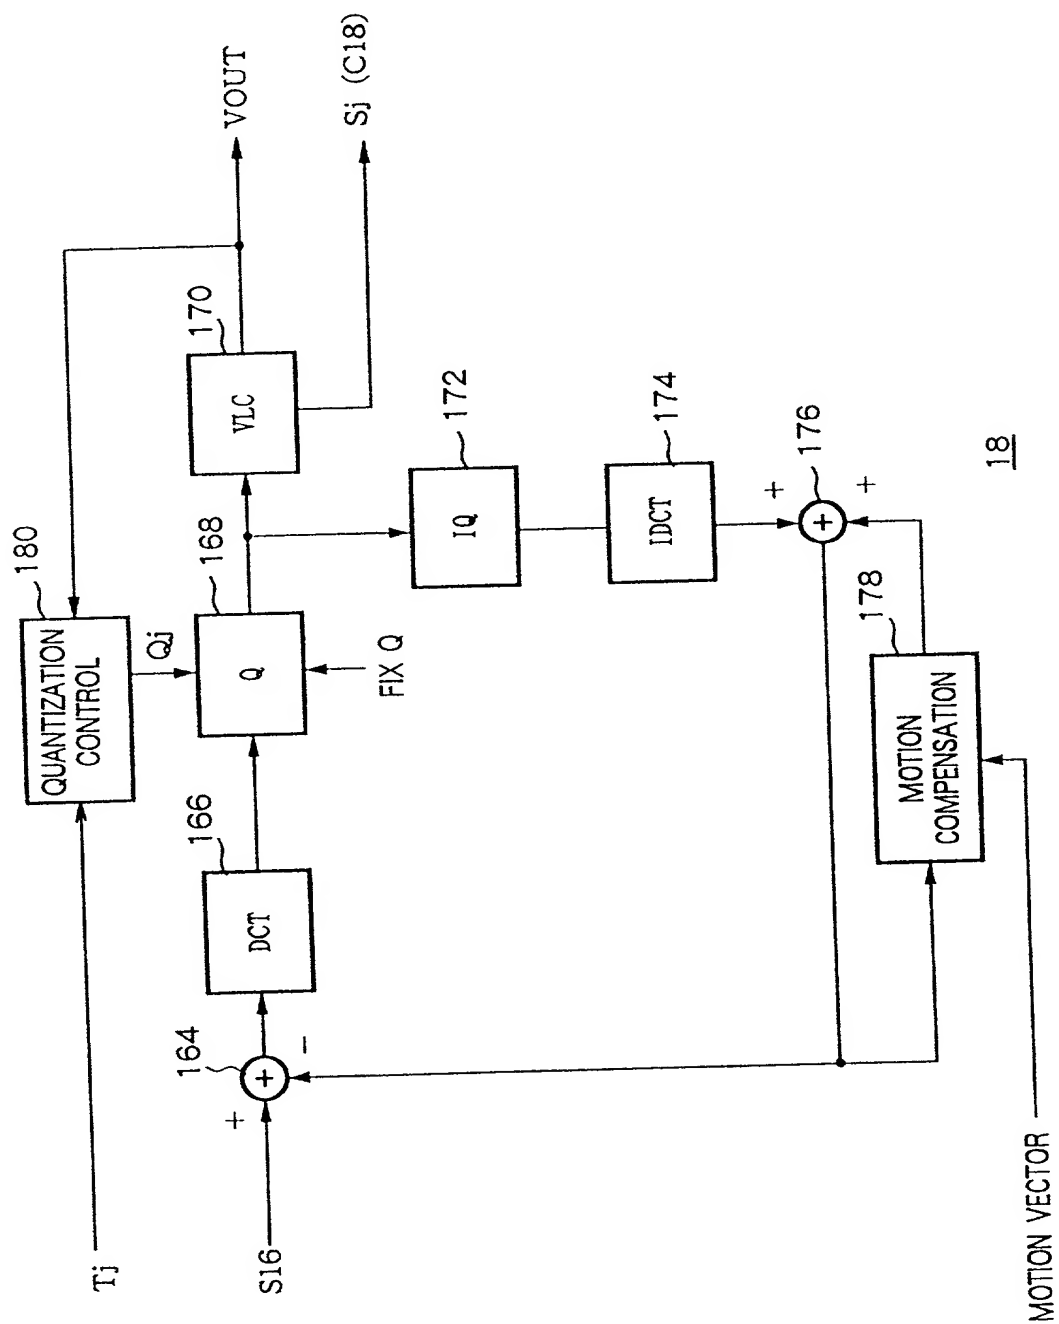 Tj
180
QUANTIZATION
CONTROL
Qj
S16
+
164
+
−
166
DCT
168
Q
FIX Q
170
VLC
VOUT
Sj (C18)
172
IQ
174
IDCT
+
176
+
+
178
MOTION
COMPENSATION
MOTION VECTOR
18